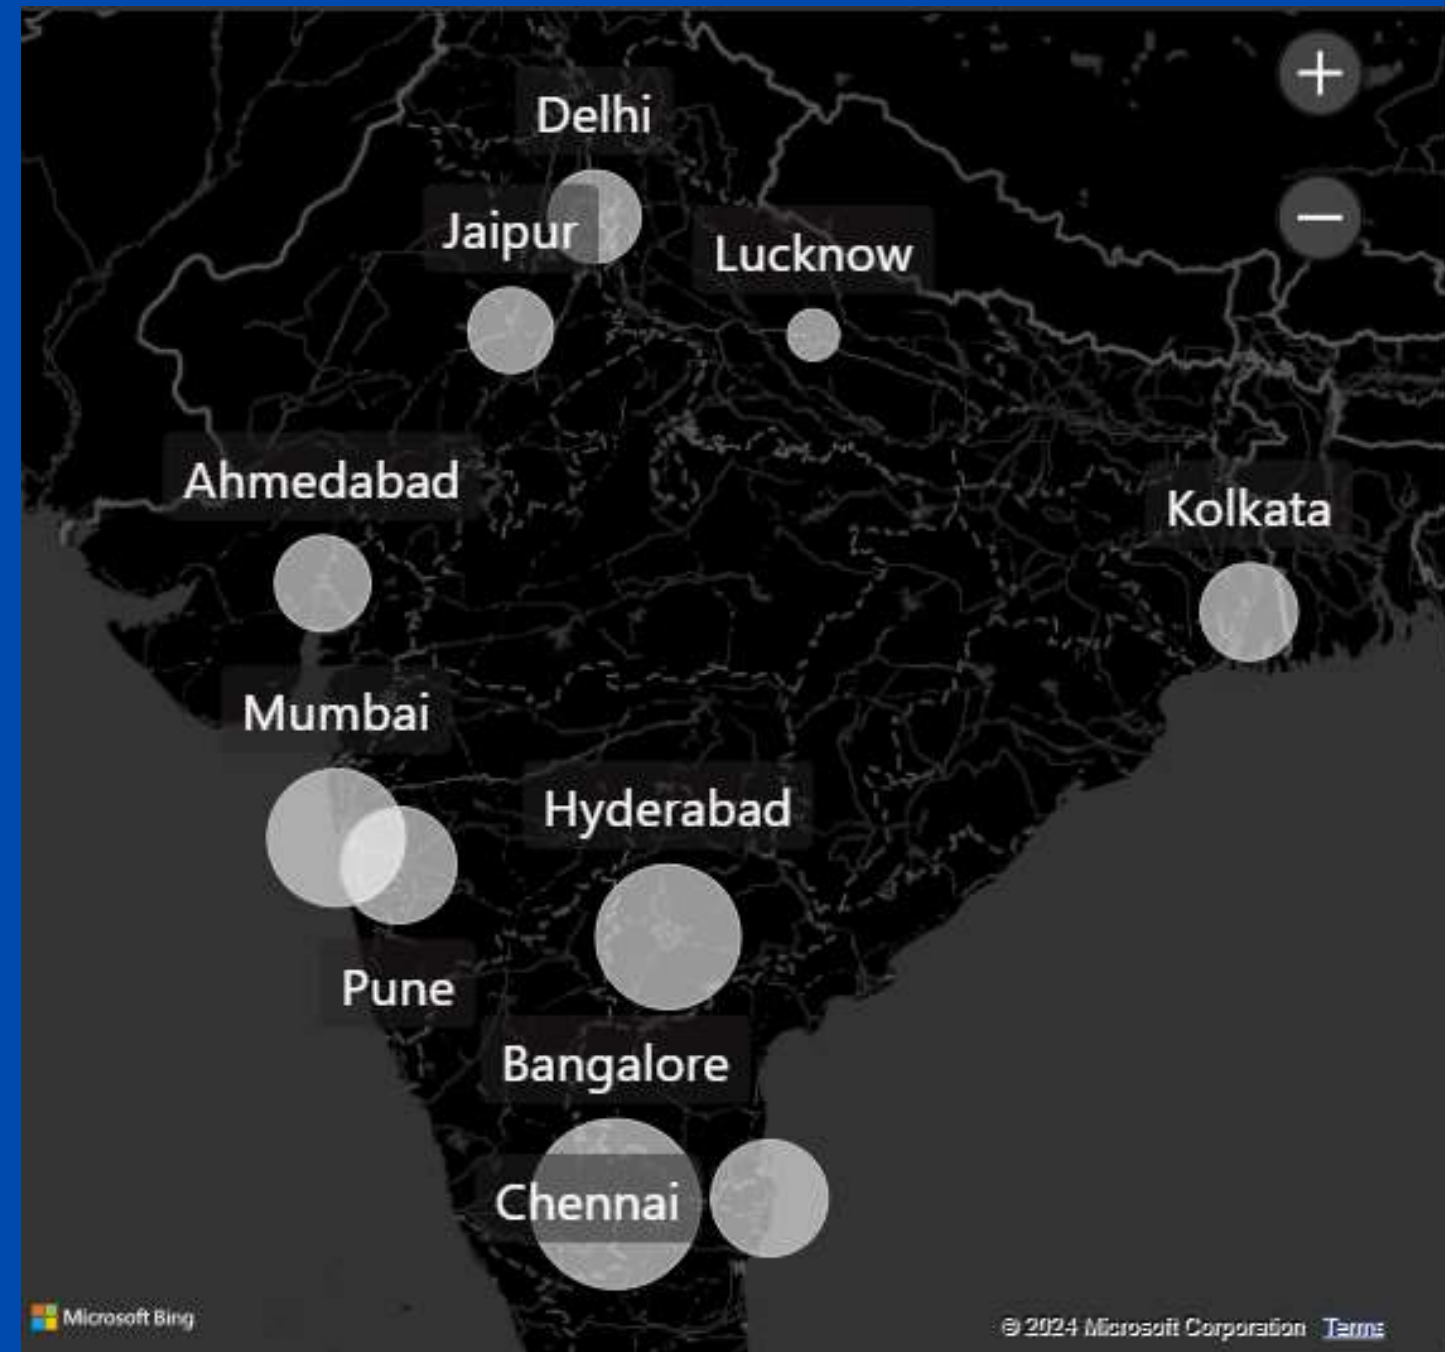 +
Delhi
Jaipur
−
Lucknow
Ahmedabad
Kolkata
Mumbai
Hyderabad
Pune
Bangalore
Chennai
Microsoft Bing
© 2024 Microsoft Corporation Terms